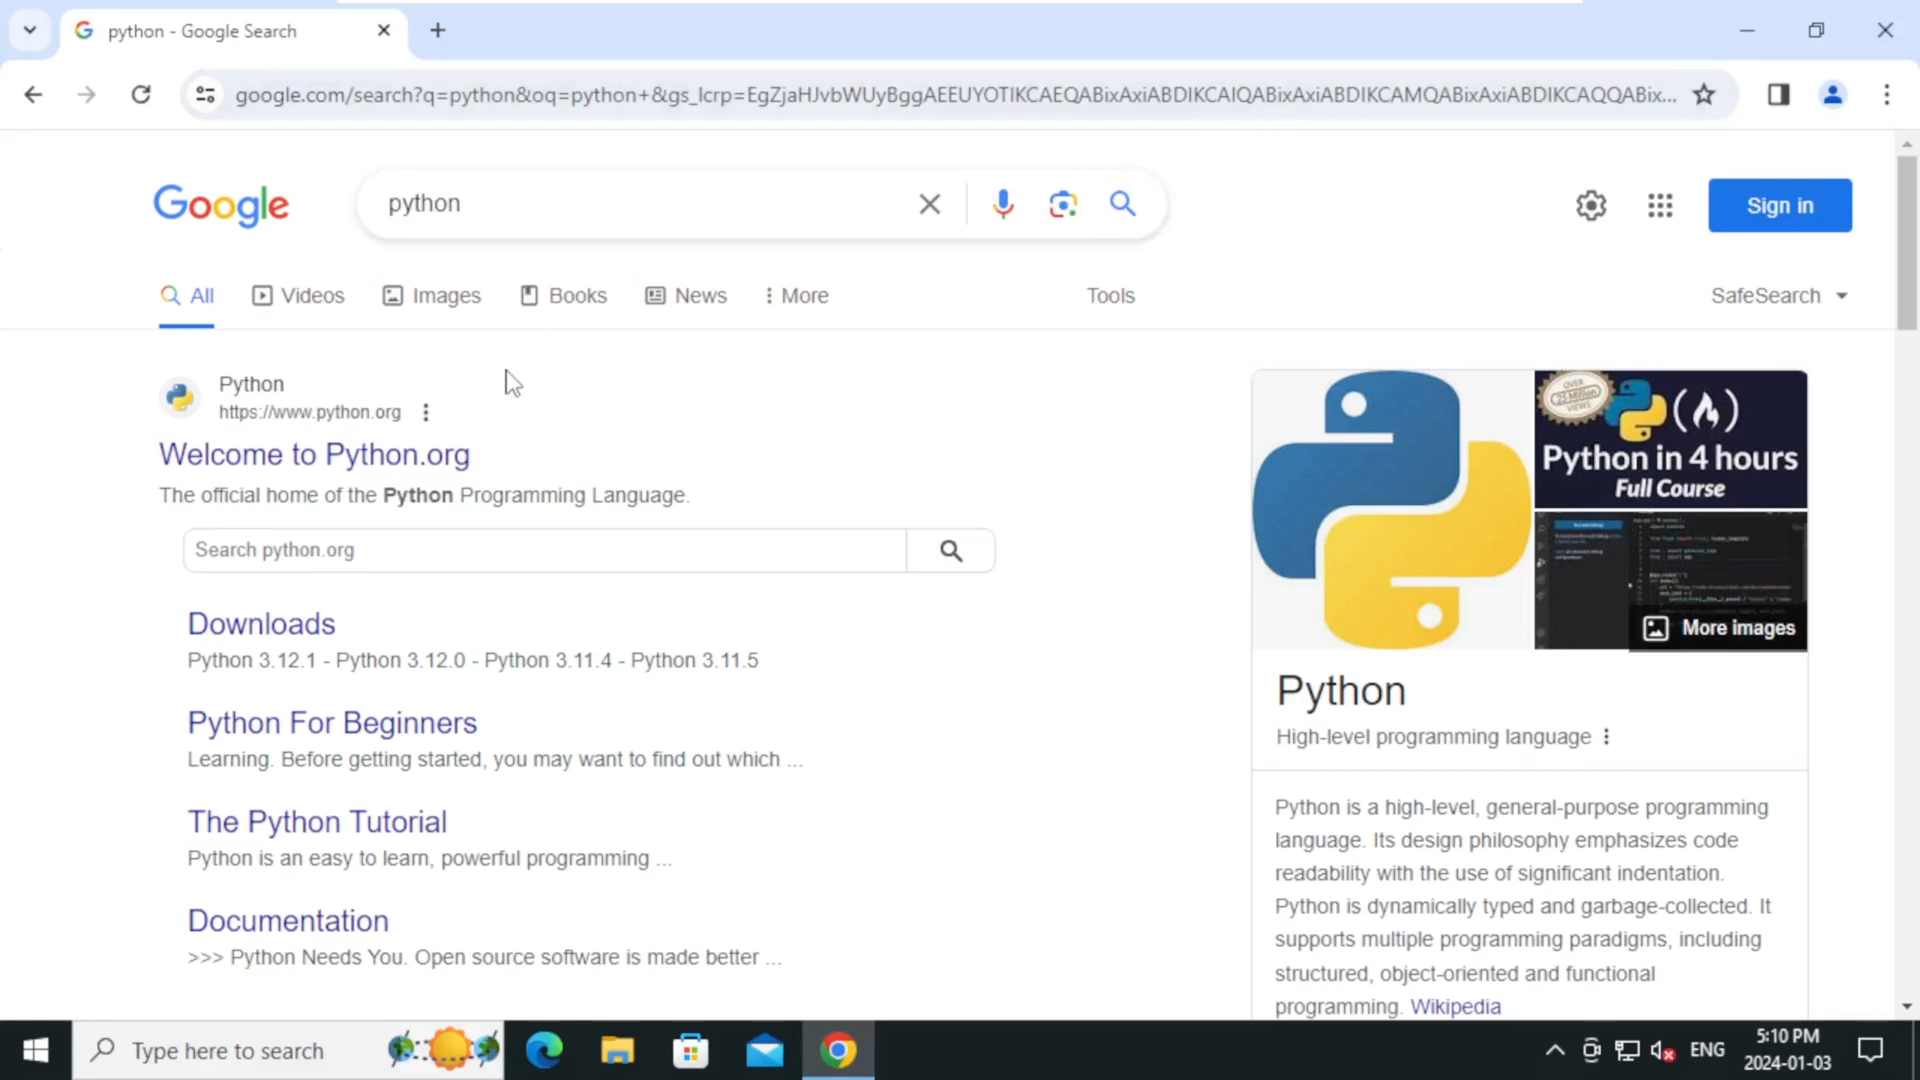 python - Google Search
google.com/search?q=python&oq=python+&gs_lcrp=EgZjaHJvbWUyBggAEEUYOTIKCAEQABixAxiABDIKCAIQABixAxiABDIKCAMQABixAxiABDIKCAQQABix...
Google
python
Sign in
All
Videos
Images
Books
News
More
Tools
SafeSearch
Python
https://www.python.org
Welcome to Python.org
The official home of the Python Programming Language.
Search python.org
Downloads
Python 3.12.1 - Python 3.12.0 - Python 3.11.4 - Python 3.11.5
Python For Beginners
Learning. Before getting started, you may want to find out which ...
The Python Tutorial
Python is an easy to learn, powerful programming ...
Documentation
>>> Python Needs You. Open source software is made better ...
OVER
VIEWS
Python in 4 hours
Full Course
More images
Python
High-level programming language
Python is a high-level, general-purpose programming
language. Its design philosophy emphasizes code
readability with the use of significant indentation.
Python is dynamically typed and garbage-collected. It
supports multiple programming paradigms, including
structured, object-oriented and functional
programming. Wikipedia
Type here to search
ENG
5:10 PM
2024-01-03